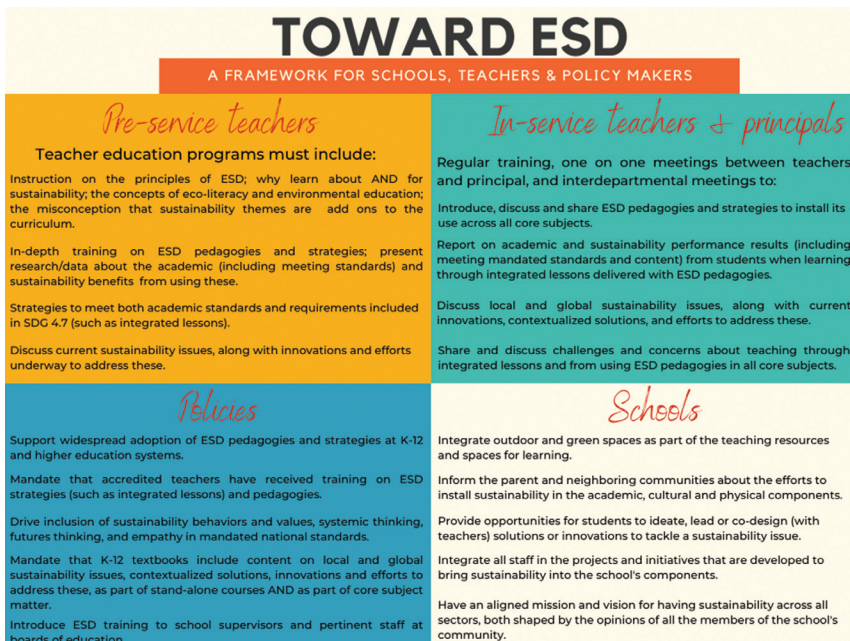 TOWARD ESD
A FRAMEWORK FOR SCHOOLS, TEACHERS & POLICY MAKERS
Pre-service teachers
Teacher education programs must include:
Instruction on the principles of ESD; why learn about AND for
sustainability; the concepts of eco-literacy and environmental education;
the misconception that sustainability themes are add ons to the
curriculum.
In-depth training on ESD pedagogies and strategies; present
research/data about the academic (including meeting standards) and
sustainability benefits from using these.
Strategies to meet both academic standards and requirements included
in SDG 4.7 (such as integrated lessons).
Discuss current sustainability issues, along with innovations and efforts
underway to address these.
In-service teachers & principals
Regular training, one on one meetings between teachers
and principal, and interdepartmental meetings to:
Introduce, discuss and share ESD pedagogies and strategies to install its
use across all core subjects.
Report on academic and sustainability performance results (including
meeting mandated standards and content) from students when learning
through integrated lessons delivered with ESD pedagogies.
Discuss local and global sustainability issues, along with current
innovations, contextualized solutions, and efforts to address these.
Share and discuss challenges and concerns about teaching through
integrated lessons and from using ESD pedagogies in all core subjects.
Policies
Support widespread adoption of ESD pedagogies and strategies at K-12
and higher education systems.
Mandate that accredited teachers have received training on ESD
strategies (such as integrated lessons) and pedagogies.
Drive inclusion of sustainability behaviors and values, systemic thinking,
futures thinking, and empathy in mandated national standards.
Mandate that K-12 textbooks include content on local and global
sustainability issues, contextualized solutions, innovations and efforts to
address these, as part of stand-alone courses AND as part of core subject
matter.
Introduce ESD training to school supervisors and pertinent staff at
boards of education
Schools
Integrate outdoor and green spaces as part of the teaching resources
and spaces for learning.
Inform the parent and neighboring communities about the efforts to
install sustainability in the academic, cultural and physical components.
Provide opportunities for students to ideate, lead or co-design (with
teachers) solutions or innovations to tackle a sustainability issue.
Integrate all staff in the projects and initiatives that are developed to
bring sustainability into the school's components.
Have an aligned mission and vision for having sustainability across all
sectors, both shaped by the opinions of all the members of the school's
community.